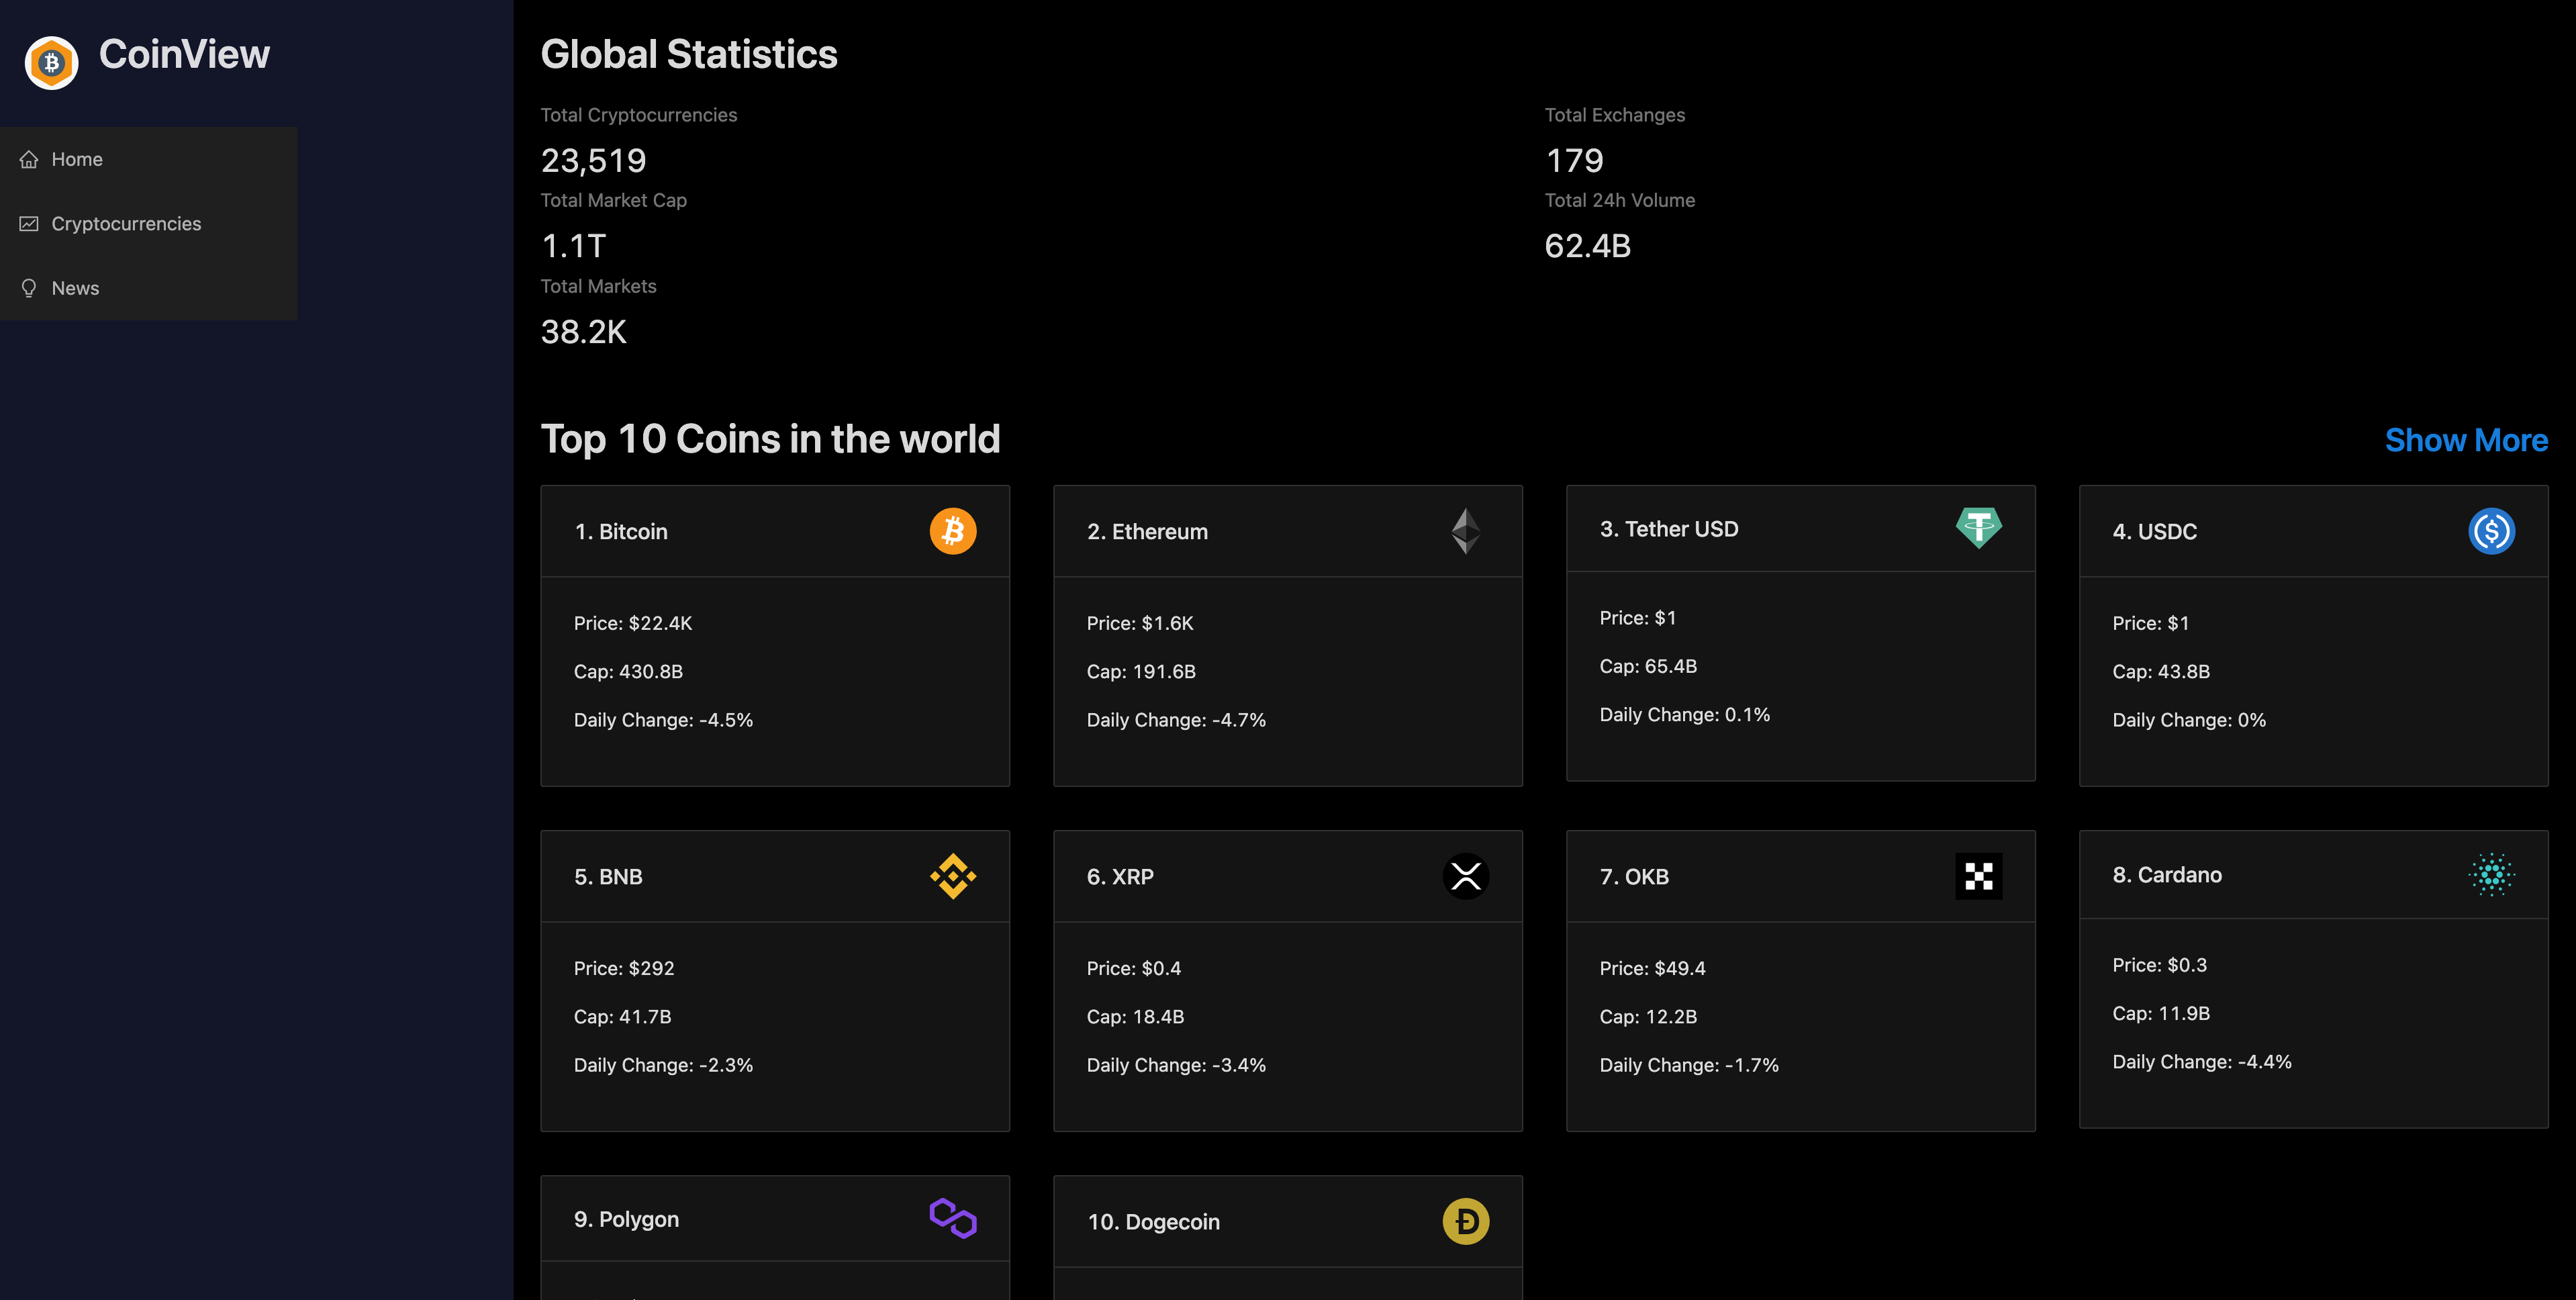 CoinView
Home
Cryptocurrencies
News
Global Statistics
Total Cryptocurrencies
23,519
Total Exchanges
179
Total Market Cap
1.1T
Total 24h Volume
62.4B
Total Markets
38.2K
Top 10 Coins in the world
Show More
1. Bitcoin
Price: $22.4K
Cap: 430.8B
Daily Change: -4.5%
2. Ethereum
Price: $1.6K
Cap: 191.6B
Daily Change: -4.7%
3. Tether USD
Price: $1
Cap: 65.4B
Daily Change: 0.1%
4. USDC
Price: $1
Cap: 43.8B
Daily Change: 0%
5. BNB
Price: $292
Cap: 41.7B
Daily Change: -2.3%
6. XRP
Price: $0.4
Cap: 18.4B
Daily Change: -3.4%
7. OKB
Price: $49.4
Cap: 12.2B
Daily Change: -1.7%
8. Cardano
Price: $0.3
Cap: 11.9B
Daily Change: -4.4%
9. Polygon
10. Dogecoin